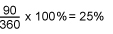 90/360 x 100% = 25%